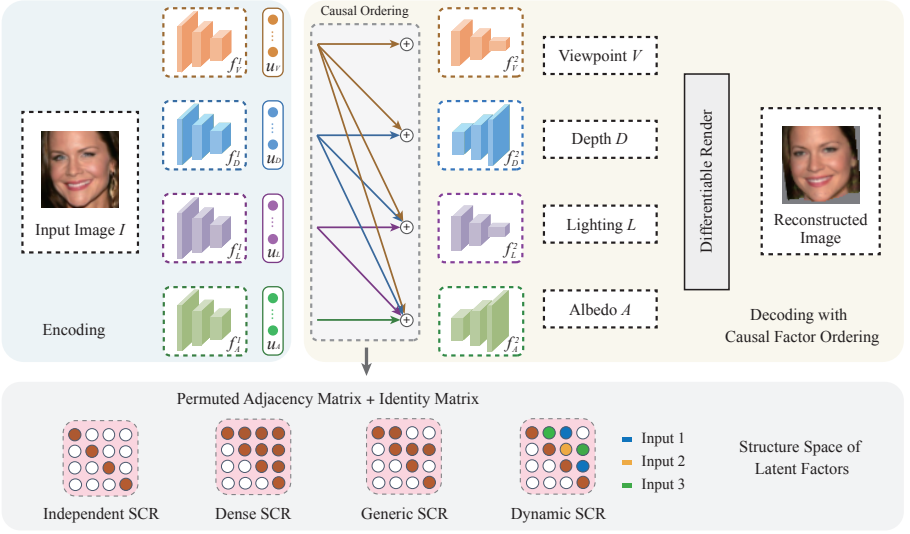 Causal Ordering
f_V^1
u_V
f_V^2
Viewpoint V
f_D^1
u_D
f_D^2
Depth D
Input Image I
f_L^1
u_L
f_L^2
Lighting L
Differentiable Render
Reconstructed
Image
Encoding
f_A^1
u_A
f_A^2
Albedo A
Decoding with
Causal Factor Ordering
Permuted Adjacency Matrix + Identity Matrix
Independent SCR
Dense SCR
Generic SCR
Dynamic SCR
Input 1
Input 2
Input 3
Structure Space of
Latent Factors